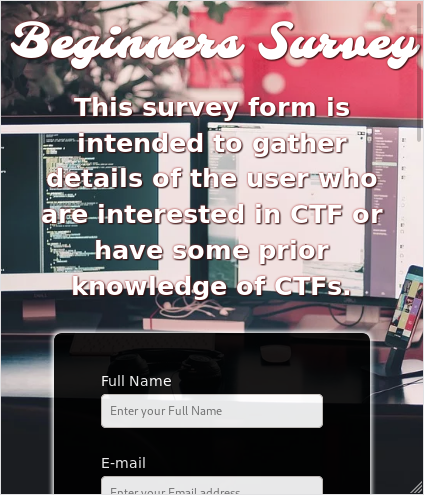 Beginners Survey
This survey form is
intended to gather
details of the user who
are interested in CTF or
have some prior
knowledge of CTFs.
Full Name
Enter your Full Name
E-mail
Enter your Email address